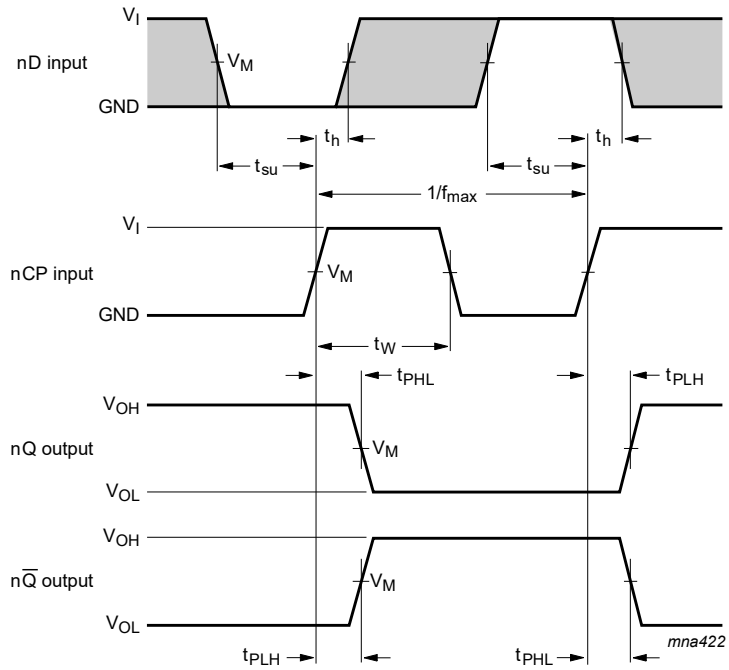 V_I
nD input
V_M
GND
t_h
t_h
t_su
t_su
1/f_max
V_I
nCP input
V_M
GND
t_W
t_PHL
t_PLH
V_OH
nQ output
V_M
V_OL
V_OH
nQ̅ output
V_M
V_OL
mna422
t_PLH
t_PHL